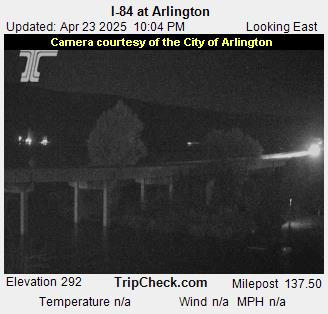 I-84 at Arlington
Updated: Apr 23 2025 10:04 PM Looking East
Camera courtesy of the City of Arlington
Elevation 292 TripCheck.com Milepost 137.50
Temperature n/a Wind n/a MPH n/a